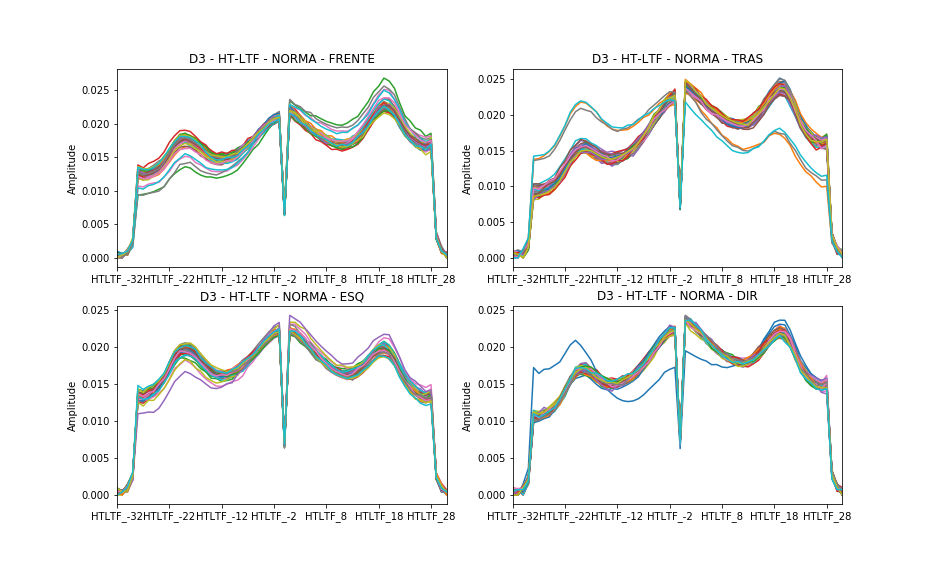 D3 - HT-LTF - NORMA - FRENTE
Amplitude
0.025
0.020
0.015
0.010
0.005
0.000
HTLTF_-32HTLTF_-22HTLTF_-12 HTLTF_-2 HTLTF_8 HTLTF_18 HTLTF_28
D3 - HT-LTF - NORMA - TRAS
Amplitude
0.025
0.020
0.015
0.010
0.005
0.000
HTLTF_-32HTLTF_-22HTLTF_-12 HTLTF_-2 HTLTF_8 HTLTF_18 HTLTF_28
D3 - HT-LTF - NORMA - ESQ
Amplitude
0.025
0.020
0.015
0.010
0.005
0.000
HTLTF_-32HTLTF_-22HTLTF_-12 HTLTF_-2 HTLTF_8 HTLTF_18 HTLTF_28
D3 - HT-LTF - NORMA - DIR
Amplitude
0.025
0.020
0.015
0.010
0.005
0.000
HTLTF_-32HTLTF_-22HTLTF_-12 HTLTF_-2 HTLTF_8 HTLTF_18 HTLTF_28